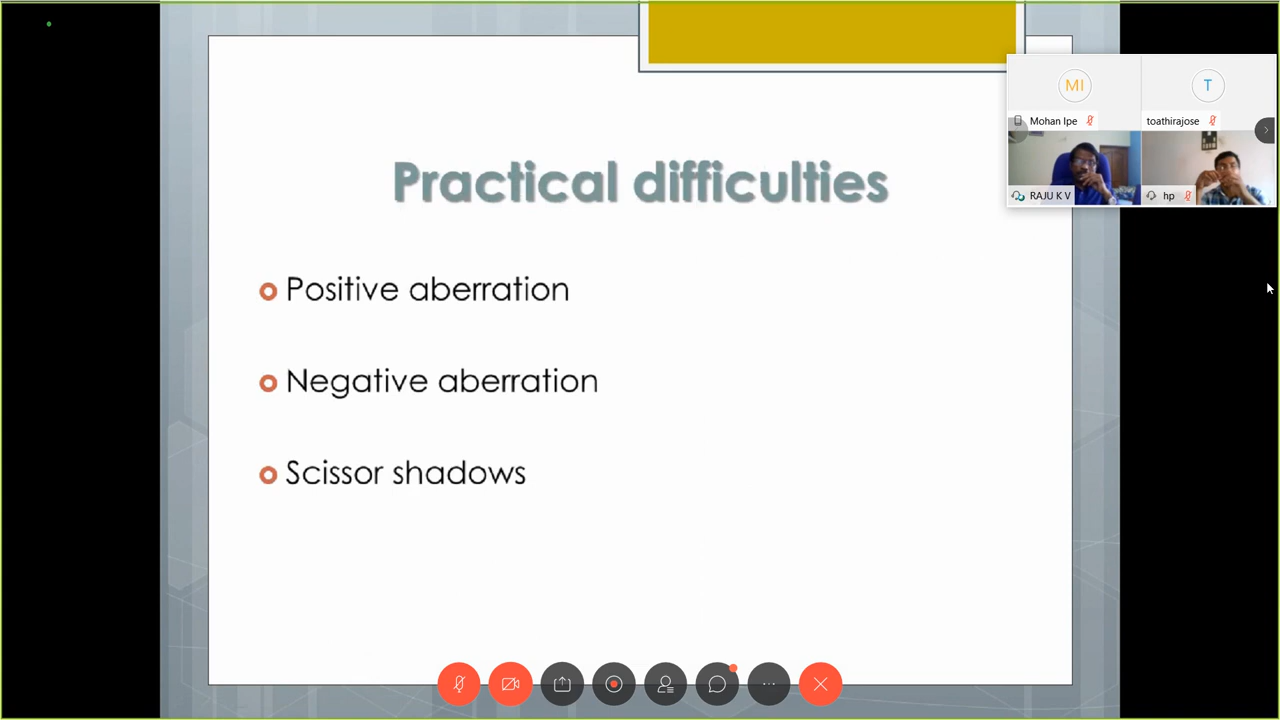 Practical difficulties
Positive aberration
Negative aberration
Scissor shadows
MI
Mohan Ipe
T
toathirajose
RAJU K V
hp